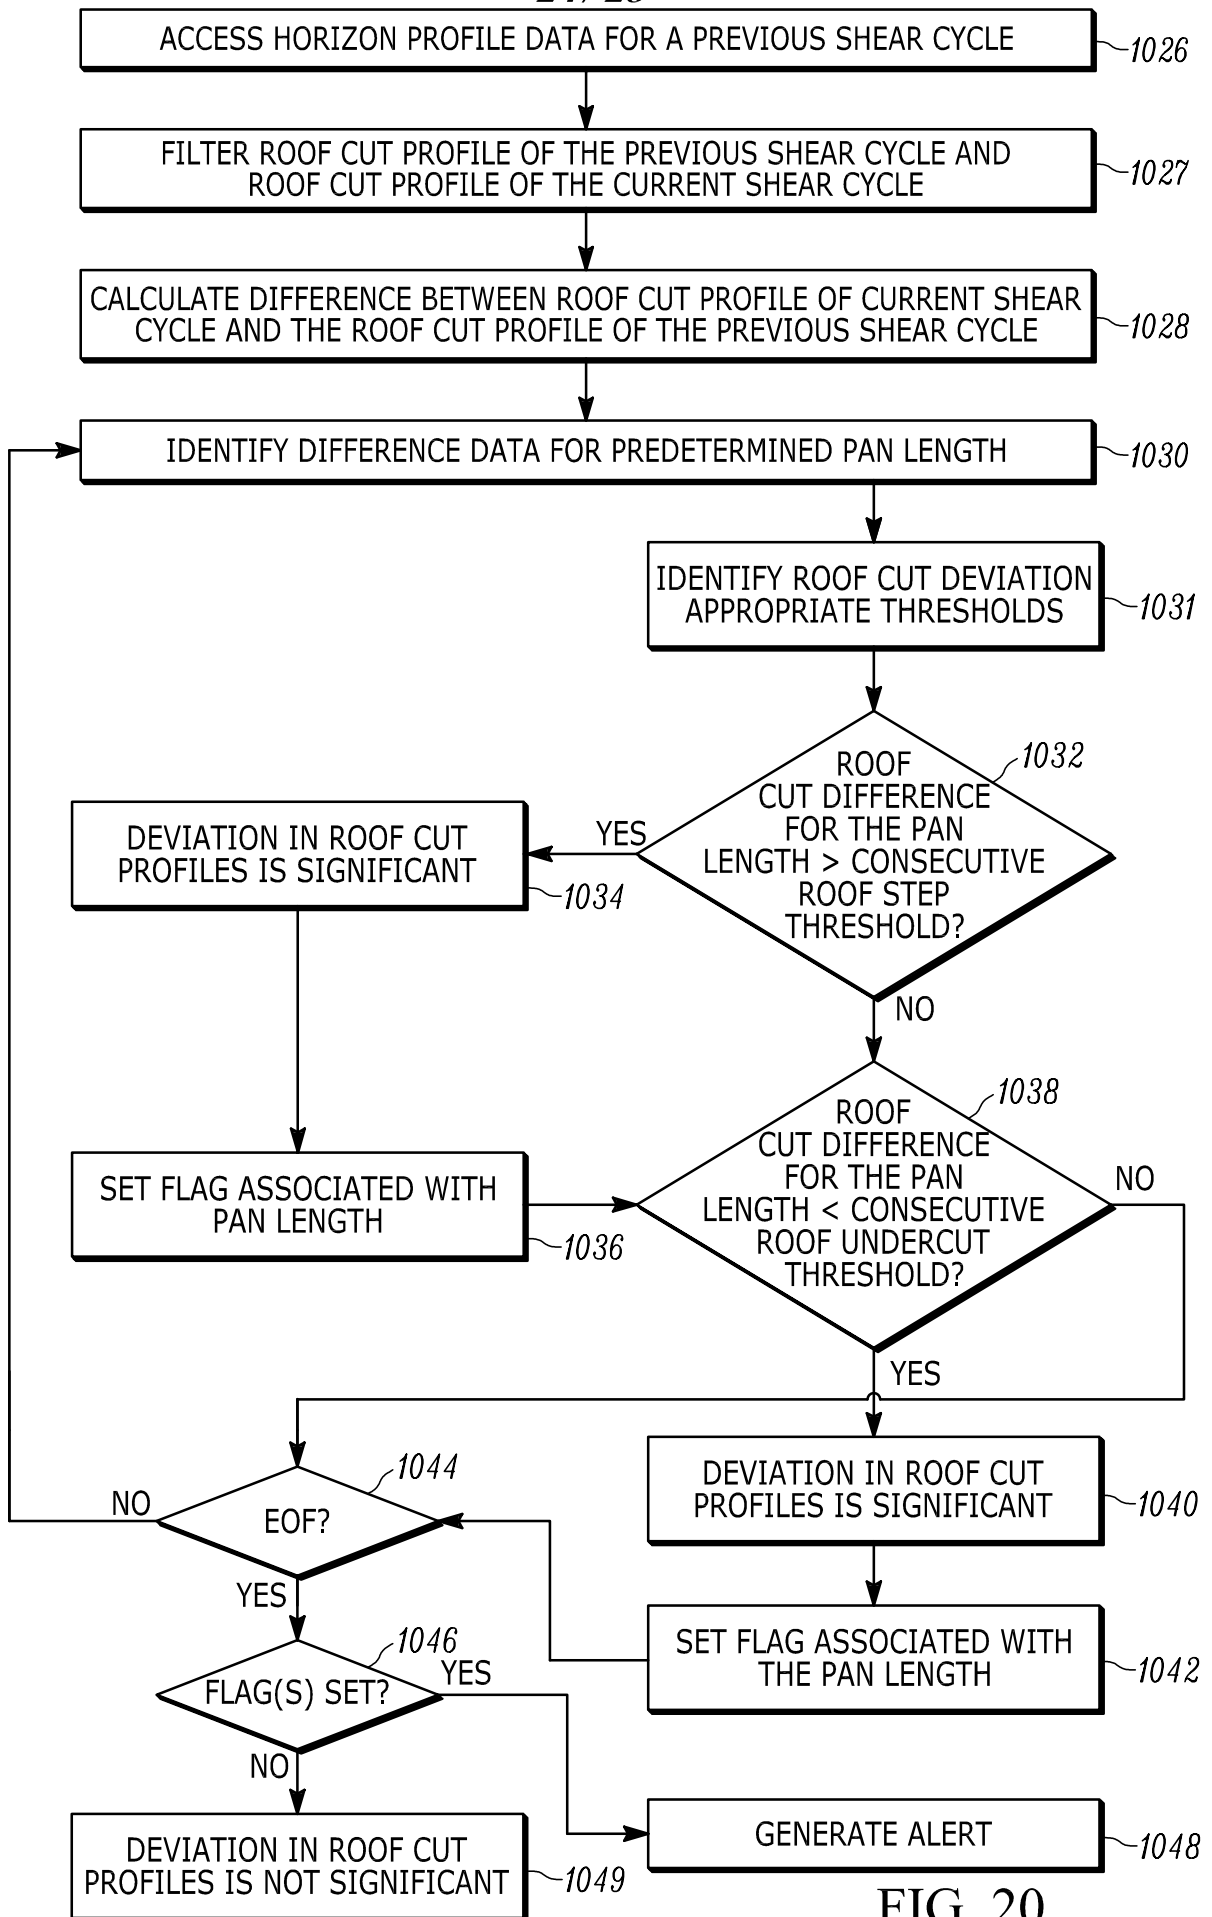 ACCESS HORIZON PROFILE DATA FOR A PREVIOUS SHEAR CYCLE
1026
FILTER ROOF CUT PROFILE OF THE PREVIOUS SHEAR CYCLE AND
ROOF CUT PROFILE OF THE CURRENT SHEAR CYCLE
1027
CALCULATE DIFFERENCE BETWEEN ROOF CUT PROFILE OF CURRENT SHEAR
CYCLE AND THE ROOF CUT PROFILE OF THE PREVIOUS SHEAR CYCLE
1028
IDENTIFY DIFFERENCE DATA FOR PREDETERMINED PAN LENGTH
1030
IDENTIFY ROOF CUT DEVIATION
APPROPRIATE THRESHOLDS
1031
ROOF
CUT DIFFERENCE
FOR THE PAN
LENGTH > CONSECUTIVE
ROOF STEP
THRESHOLD?
1032
YES
DEVIATION IN ROOF CUT
PROFILES IS SIGNIFICANT
1034
NO
SET FLAG ASSOCIATED WITH
PAN LENGTH
1036
ROOF
CUT DIFFERENCE
FOR THE PAN
LENGTH < CONSECUTIVE
ROOF UNDERCUT
THRESHOLD?
1038
NO
YES
DEVIATION IN ROOF CUT
PROFILES IS SIGNIFICANT
1040
SET FLAG ASSOCIATED WITH
THE PAN LENGTH
1042
EOF?
1044
NO
YES
FLAG(S) SET?
1046
YES
NO
GENERATE ALERT
1048
DEVIATION IN ROOF CUT
PROFILES IS NOT SIGNIFICANT
1049
FIG. 20